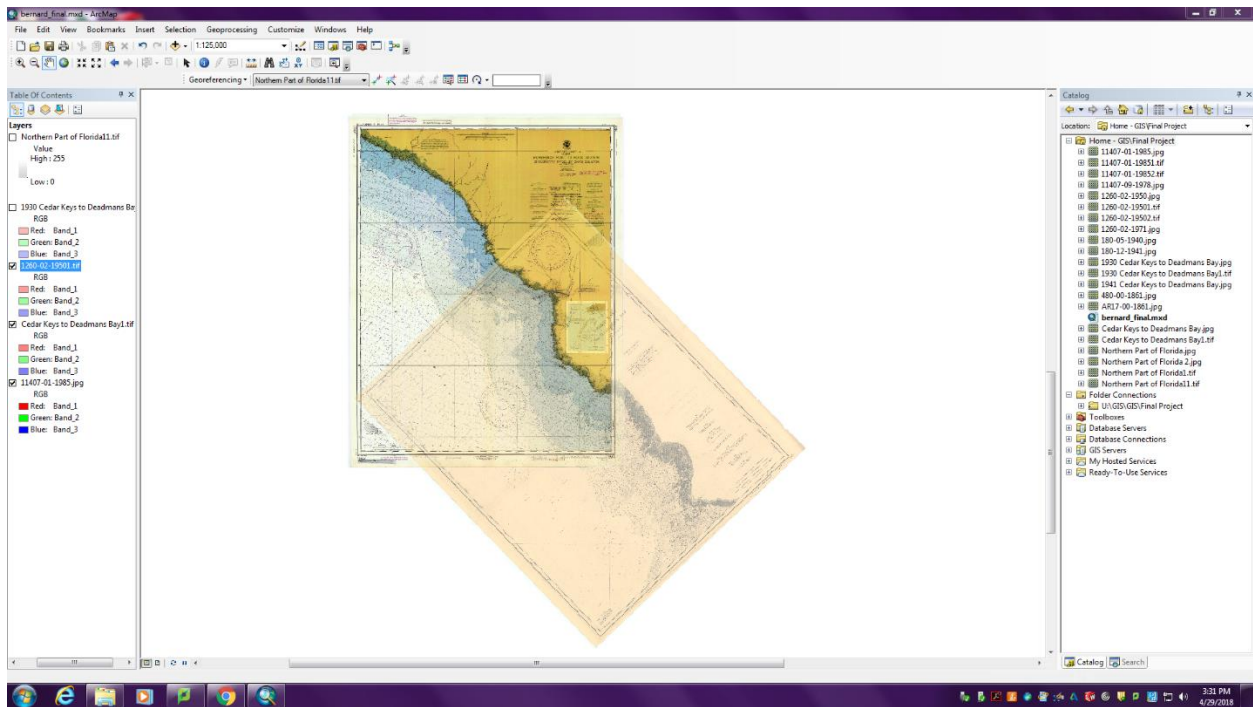 bernard_final.mxd - ArcMap
File Edit View Bookmarks Insert Selection Geoprocessing Customize Windows Help
1:125,000
Georeferencing Northern Part of Florida11.tif
Table Of Contents
Layers
Northern Part of Florida11.tif
Value
High : 255
Low : 0
1930 Cedar Keys to Deadmans Ba
RGB
Red: Band_1
Green: Band_2
Blue: Band_3
1260-02-19501.tif
RGB
Red: Band_1
Green: Band_2
Blue: Band_3
Cedar Keys to Deadmans Bay1.tif
RGB
Red: Band_1
Green: Band_2
Blue: Band_3
11407-01-1985.jpg
RGB
Red: Band_1
Green: Band_2
Blue: Band_3
Catalog
Location: Home - GIS\Final Project
Home - GIS\Final Project
11407-01-1985.jpg
11407-01-19851.tif
11407-01-19852.tif
11407-09-1978.jpg
1260-02-1950.jpg
1260-02-19501.tif
1260-02-19502.tif
1260-02-1971.jpg
180-05-1940.jpg
180-12-1941.jpg
1930 Cedar Keys to Deadmans Bay.jpg
1930 Cedar Keys to Deadmans Bay1.tif
1941 Cedar Keys to Deadmans Bay.jpg
480-00-1861.jpg
AR17-00-1861.jpg
bernard_final.mxd
Cedar Keys to Deadmans Bay.jpg
Cedar Keys to Deadmans Bay1.tif
Northern Part of Florida.jpg
Northern Part of Florida 2.jpg
Northern Part of Florida1.tif
Northern Part of Florida11.tif
Folder Connections
U:\GIS\GIS\Final Project
Toolboxes
Database Servers
Database Connections
GIS Servers
My Hosted Services
Ready-To-Use Services
Catalog Search
3:31 PM
4/29/2018